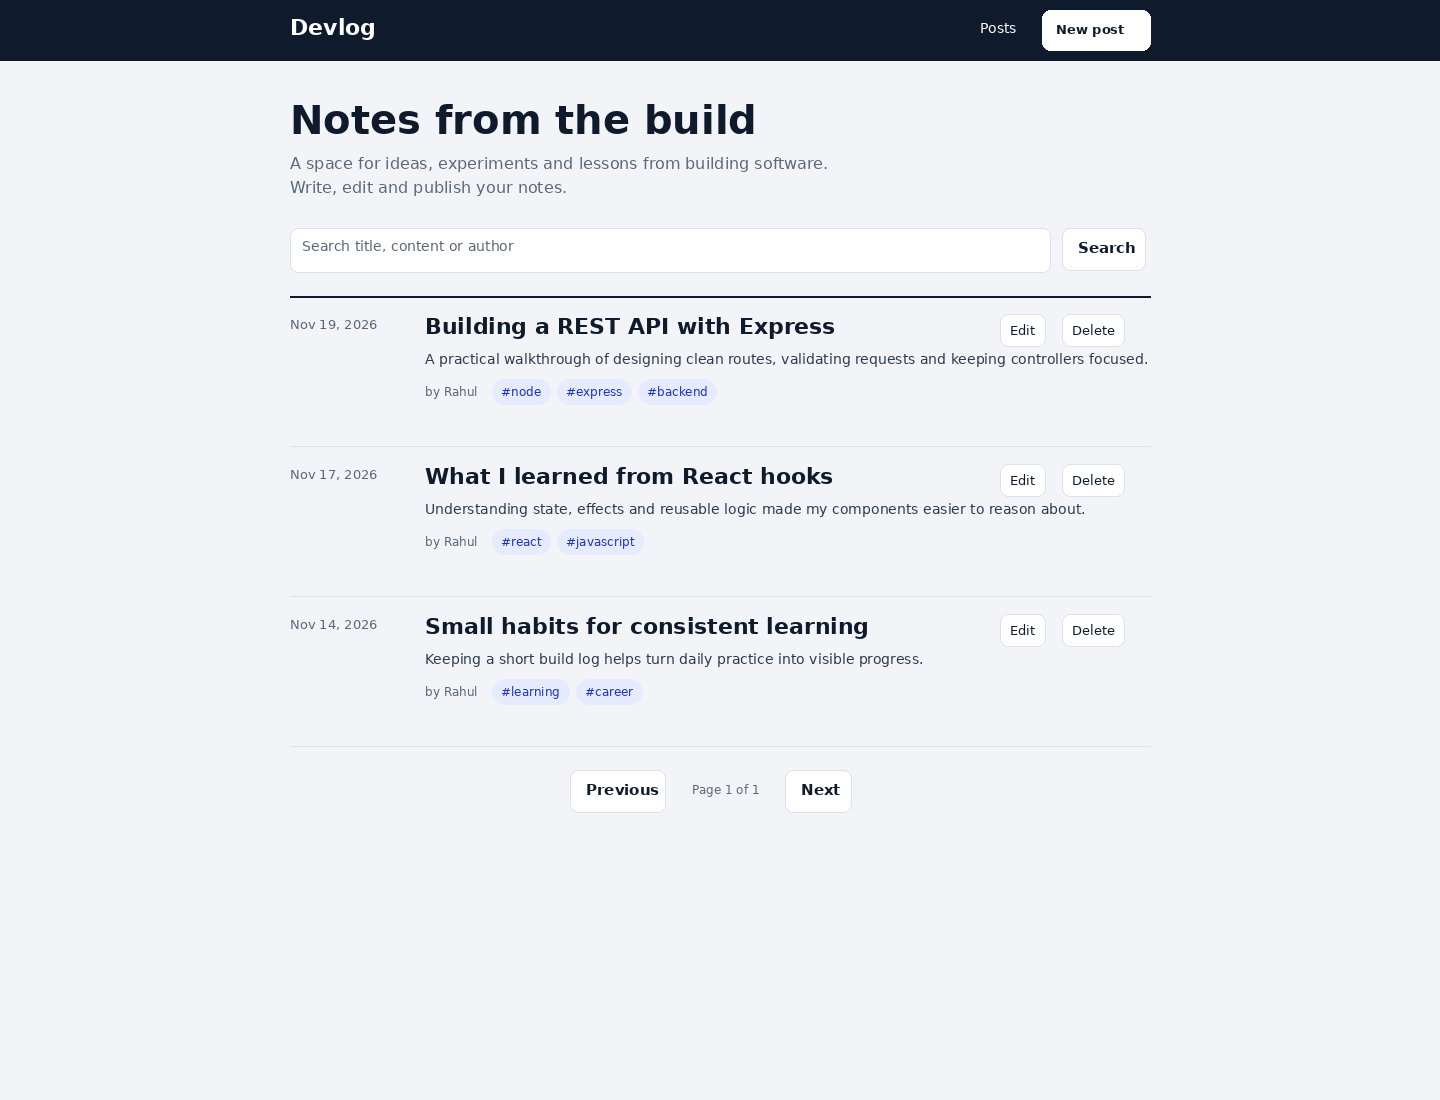 Devlog
Posts
New post
Notes from the build
A space for ideas, experiments and lessons from building software.
Write, edit and publish your notes.
Search title, content or author
Search
Nov 19, 2026
Building a REST API with Express
Edit
Delete
A practical walkthrough of designing clean routes, validating requests and keeping controllers focused.
by Rahul
#node
#express
#backend
Nov 17, 2026
What I learned from React hooks
Edit
Delete
Understanding state, effects and reusable logic made my components easier to reason about.
by Rahul
#react
#javascript
Nov 14, 2026
Small habits for consistent learning
Edit
Delete
Keeping a short build log helps turn daily practice into visible progress.
by Rahul
#learning
#career
Previous
Page 1 of 1
Next